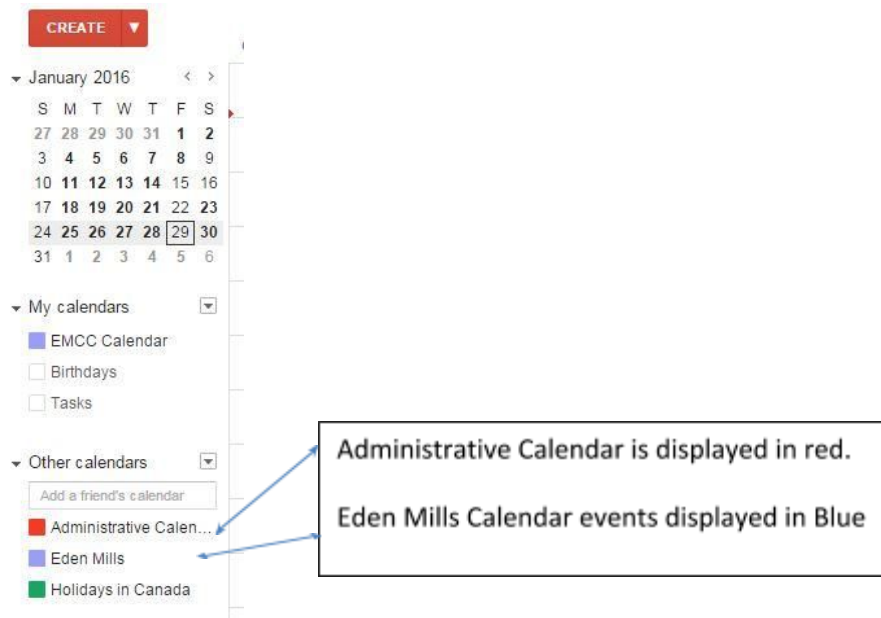 CREATE
January 2016 < >
S M T W T F S
27 28 29 30 31 1 2
3 4 5 6 7 8 9
10 11 12 13 14 15 16
17 18 19 20 21 22 23
24 25 26 27 28 29 30
31 1 2 3 4 5 6
My calendars
EMCC Calendar
Birthdays
Tasks
Other calendars
Add a friend's calendar
Administrative Calen...
Eden Mills
Holidays in Canada
Administrative Calendar is displayed in red.
Eden Mills Calendar events displayed in Blue